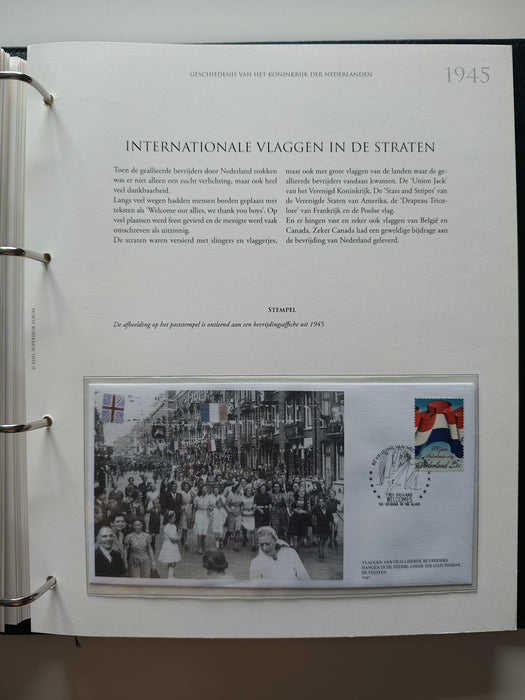 GESCHIEDENIS VAN HET KONINKRIJK DER NEDERLANDEN
1945
INTERNATIONALE VLAGGEN IN DE STRATEN
Toen de geallieerde bevrijders door Nederland trokken
was er niet alleen een zucht verlichting, maar ook heel
veel dankbaarheid.
Langs veel wegen hadden mensen borden geplaatst met
teksten als 'Welcome our allies, we thank you boys'. Op
veel plaatsen werd feest gevierd en de menigte werd vaak
omschreven als uitzinnig.
De straten waren versierd met slingers en vlaggetjes,
maar ook met grote vlaggen van de landen waar de ge-
allieerde bevrijders vandaan kwamen. De 'Union Jack'
van het Verenigd Koninkrijk, De 'Stars and Stripes' van
de Verenigde Staten van Amerika, de 'Drapeau Trico-
lore' van Frankrijk en de Poolse vlag.
En er hingen vast en zeker ook vlaggen van België en
Canada. Zeker Canada had een geweldige bijdrage aan
de bevrijding van Nederland geleverd.
STEMPEL
De afbeelding op het poststempel is ontleend aan een bevrijdingsaffiche uit 1945.
© EDEL SUPERIEUR ALBUM
Nederland
FREE HOLLAND
WELCOMES
THE SOLDIERS OF THE ALLIES
VLAGGEN VAN GEALLIEERDE BEVRIJDERS
HANGEN IN DE NEDERLANDSE STRATEN TIJDENS
DE FEESTEN.
1945